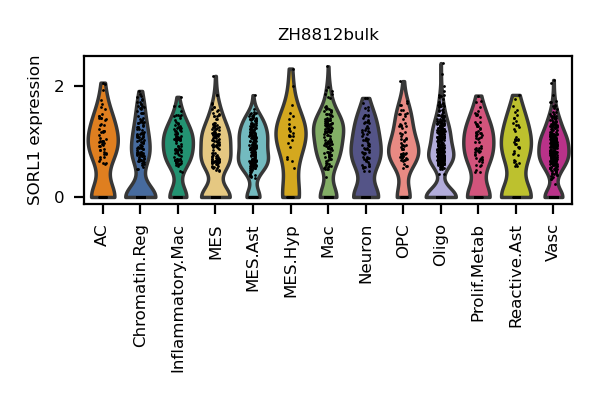 ZH8812bulk
SORL1 expression
2
0
AC
Chromatin.Reg
Inflammatory.Mac
MES
MES.Ast
MES.Hyp
Mac
Neuron
OPC
Oligo
Prolif.Metab
Reactive.Ast
Vasc